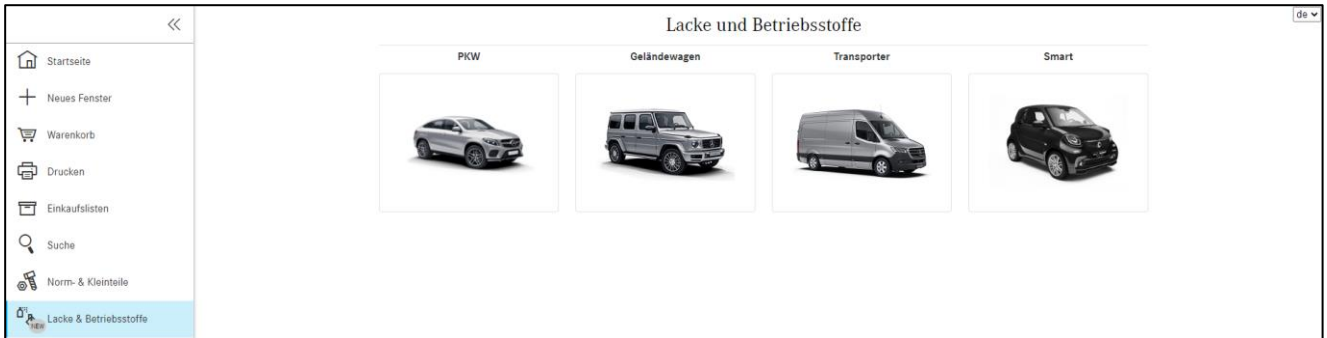 Lacke und Betriebsstoffe
de
Startseite
Neues Fenster
Warenkorb
Drucken
Einkaufslisten
Suche
Norm- & Kleinteile
NEW
Lacke & Betriebsstoffe
PKW
Geländewagen
Transporter
Smart